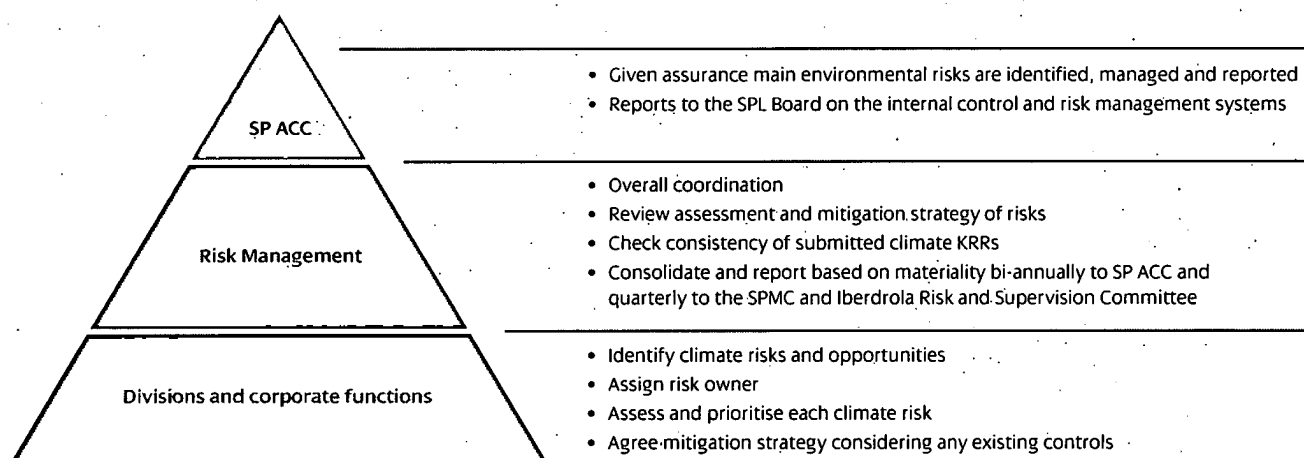 • Given assurance main environmental risks are identified, managed and reported
• Reports to the SPL Board on the internal control and risk management systems
SP ACC
• Overall coordination
• Review assessment and mitigation strategy of risks
• Check consistency of submitted climate KRRs
• Consolidate and report based on materiality bi-annually to SP ACC and
quarterly to the SPMC and Iberdrola Risk and Supervision Committee
Risk Management
• Identify climate risks and opportunities
• Assign risk owner
• Assess and prioritise each climate risk
• Agree mitigation strategy considering any existing controls
Divisions and corporate functions